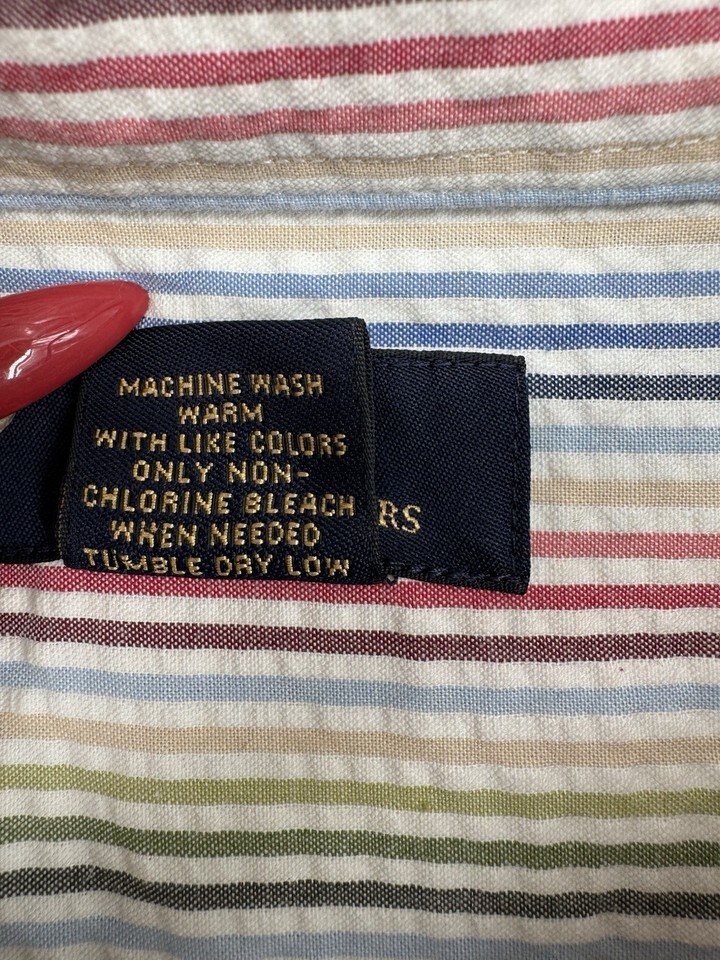 MACHINE WASH
WARM
WITH LIKE COLORS
ONLY NON-
CHLORINE BLEACH
WHEN NEEDED
TUMBLE DRY LOW
RS